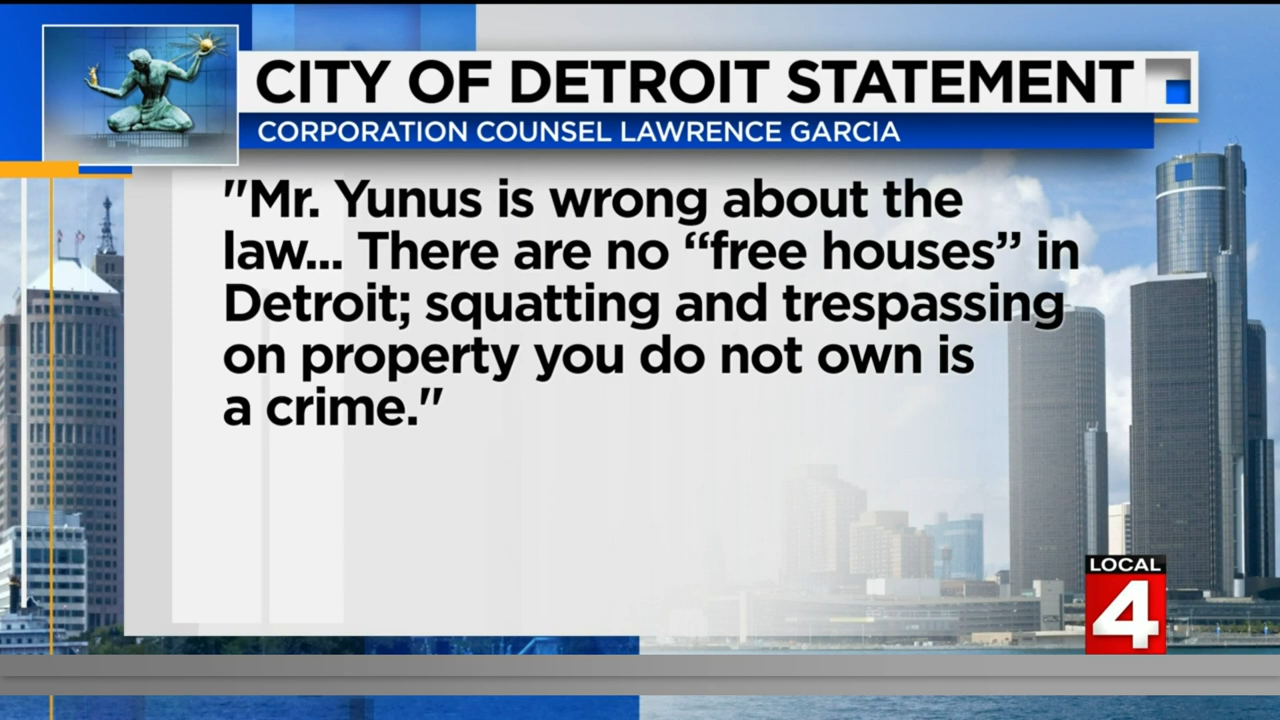 CITY OF DETROIT STATEMENT
CORPORATION COUNSEL LAWRENCE GARCIA
"Mr. Yunus is wrong about the
law... There are no “free houses” in
Detroit; squatting and trespassing
on property you do not own is
a crime."
LOCAL
4